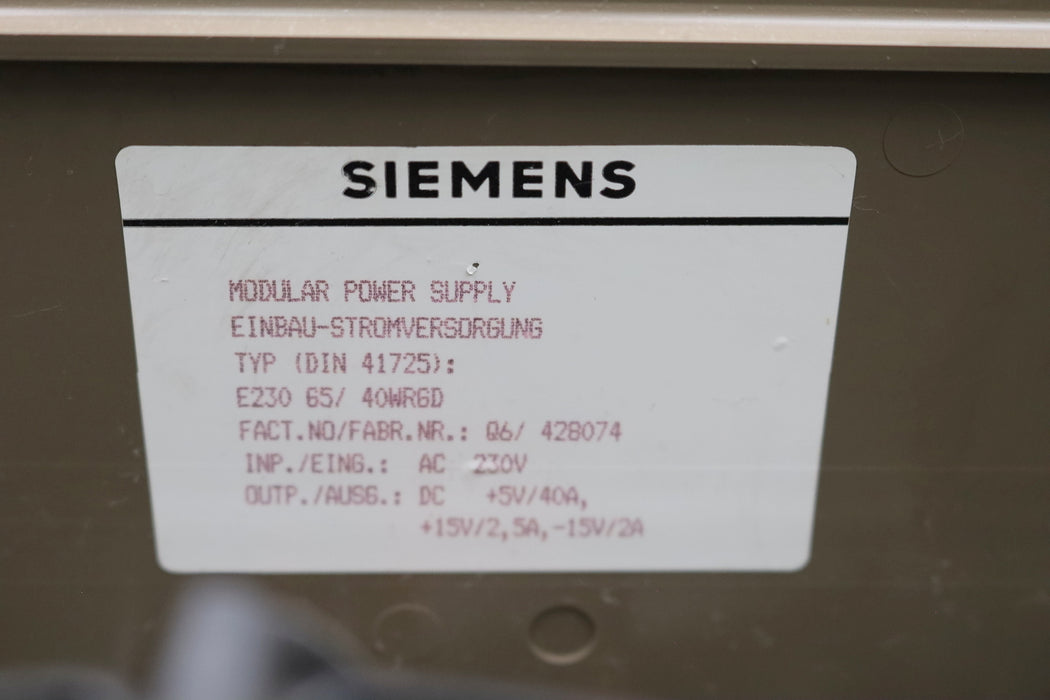 SIEMENS
MODULAR POWER SUPPLY
EINBAU-STROMVERSORGUNG
TYP (DIN 41725):
E230 G5/ 40WRGD
FACT.NO/FABR.NR.: Q6/ 428074
INP./EING.: AC 230V
OUTP./AUSG.: DC +5V/40A,
+15V/2,5A,-15V/2A